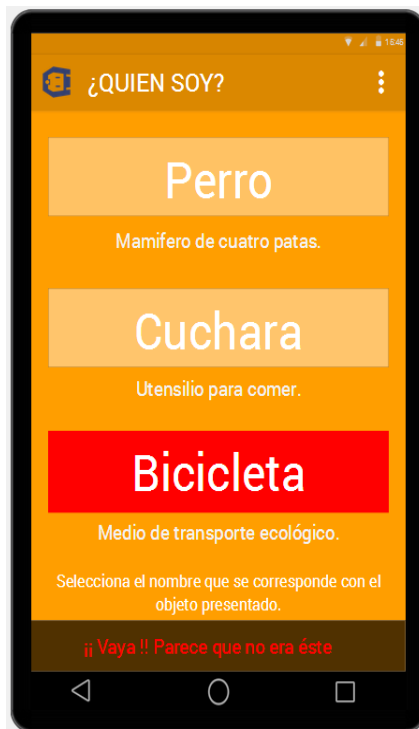 18:45
¿QUIEN SOY?
Perro
Mamifero de cuatro patas.
Cuchara
Utensilio para comer.
Bicicleta
Medio de transporte ecológico.
Selecciona el nombre que se corresponde con el
objeto presentado.
¡¡ Vaya !! Parece que no era éste